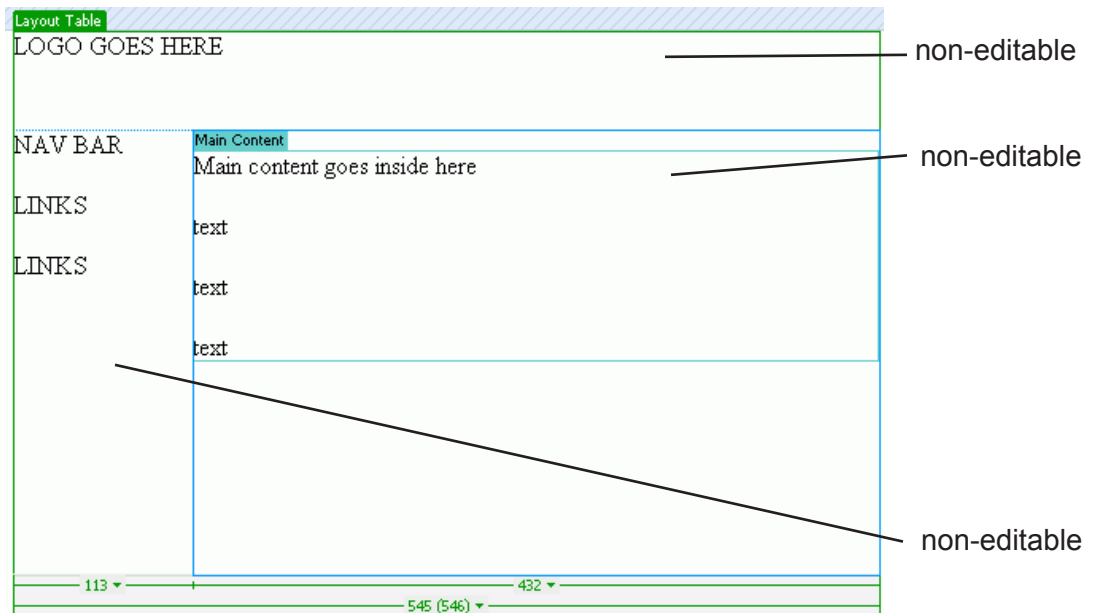 Layout Table
LOGO GOES HERE
non-editable
NAV BAR
Main Content
Main content goes inside here
non-editable
LINKS
text
LINKS
text
text
non-editable
113
432
545 (546)